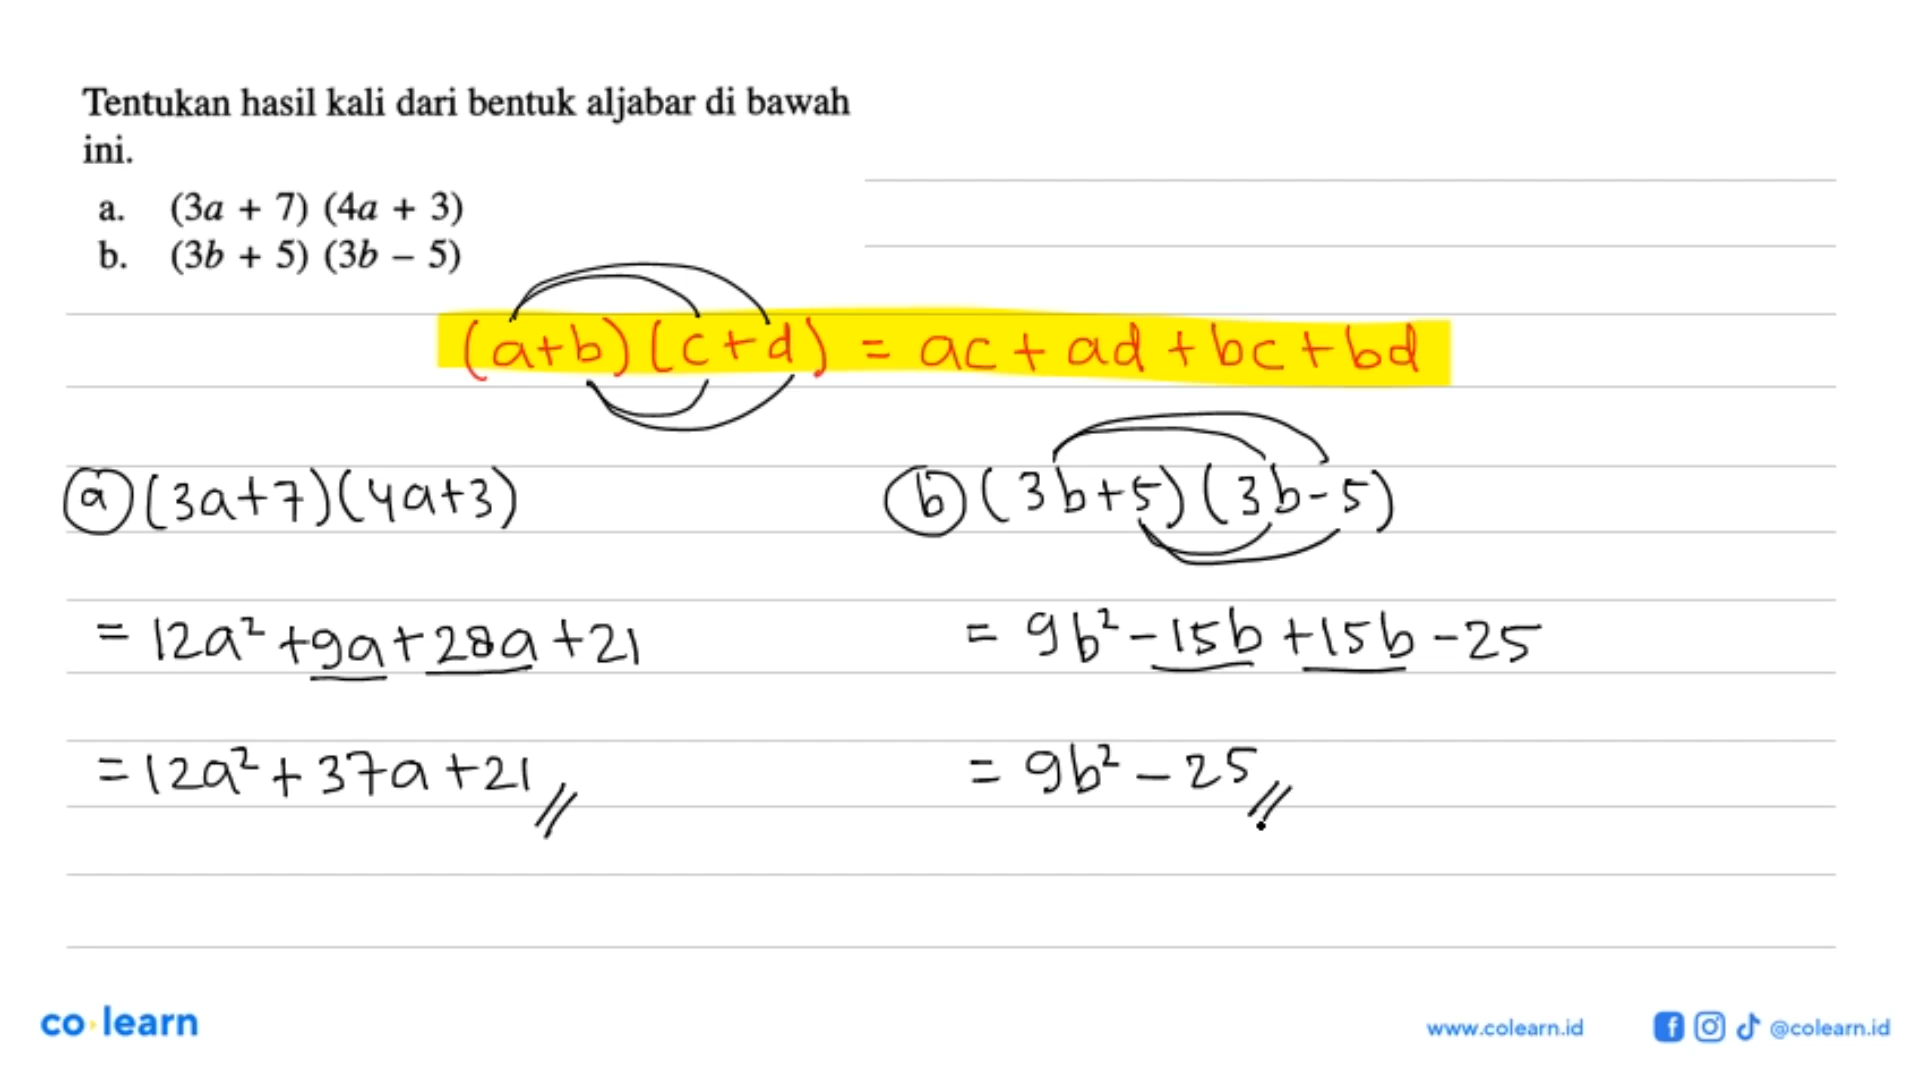 Tentukan hasil kali dari bentuk aljabar di bawah
ini.
a. (3a + 7) (4a + 3)
b. (3b + 5) (3b – 5)
(a+b)(c+d) = ac + ad + bc + bd
a (3a+7)(4a+3)
= 12a² + 9a + 28a + 21
= 12a² + 37a + 21
b (3b+5)(3b-5)
= 9b² - 15b + 15b - 25
= 9b² - 25
co learn
www.colearn.id
@colearn.id